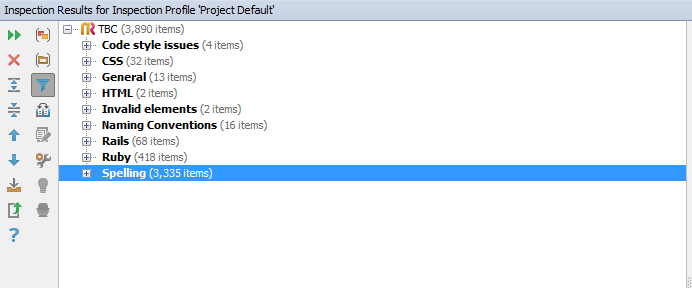 Inspection Results for Inspection Profile 'Project Default'
TBC (3,890 items)
Code style issues (4 items)
CSS (32 items)
General (13 items)
HTML (2 items)
Invalid elements (2 items)
Naming Conventions (16 items)
Rails (68 items)
Ruby (418 items)
Spelling (3,335 items)